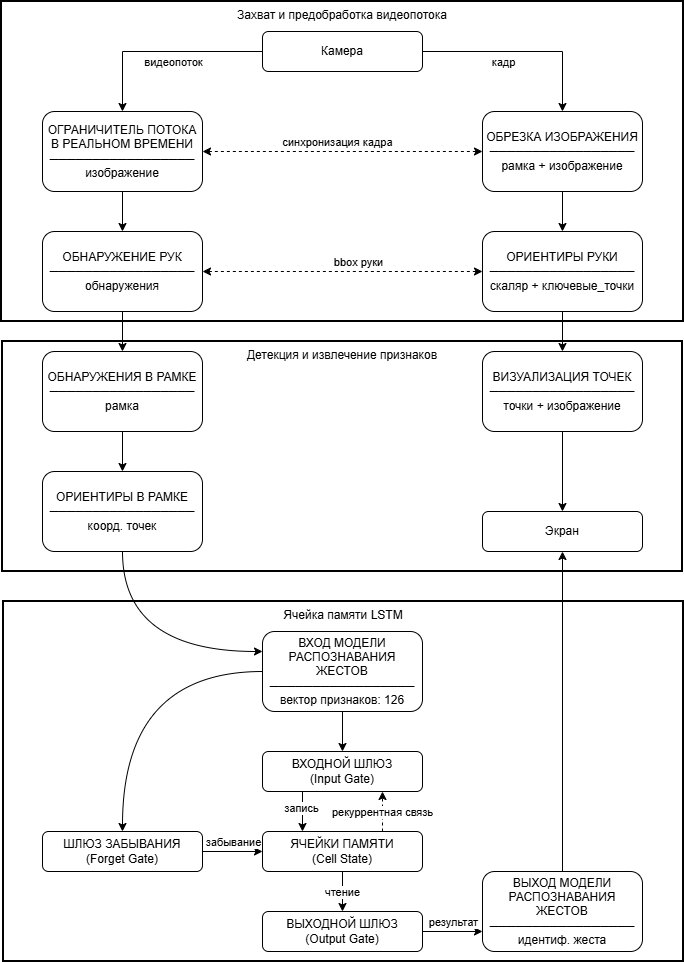 Захват и предобработка видеопотока
Камера
видеопоток
кадр
ОГРАНИЧИТЕЛЬ ПОТОКА
В РЕАЛЬНОМ ВРЕМЕНИ
изображение
синхронизация кадра
ОБРЕЗКА ИЗОБРАЖЕНИЯ
рамка + изображение
ОБНАРУЖЕНИЕ РУК
обнаружения
bbox руки
ОРИЕНТИРЫ РУКИ
скаляр + ключевые_точки
Детекция и извлечение признаков
ОБНАРУЖЕНИЯ В РАМКЕ
рамка
ВИЗУАЛИЗАЦИЯ ТОЧЕК
точки + изображение
ОРИЕНТИРЫ В РАМКЕ
коорд. точек
Экран
Ячейка памяти LSTM
ВХОД МОДЕЛИ
РАСПОЗНАВАНИЯ
ЖЕСТОВ
вектор признаков: 126
ВХОДНОЙ ШЛЮЗ
(Input Gate)
запись
рекуррентная связь
ШЛЮЗ ЗАБЫВАНИЯ
(Forget Gate)
забывание
ЯЧЕЙКИ ПАМЯТИ
(Cell State)
чтение
ВЫХОДНОЙ ШЛЮЗ
(Output Gate)
результат
ВЫХОД МОДЕЛИ
РАСПОЗНАВАНИЯ
ЖЕСТОВ
идентиф. жеста